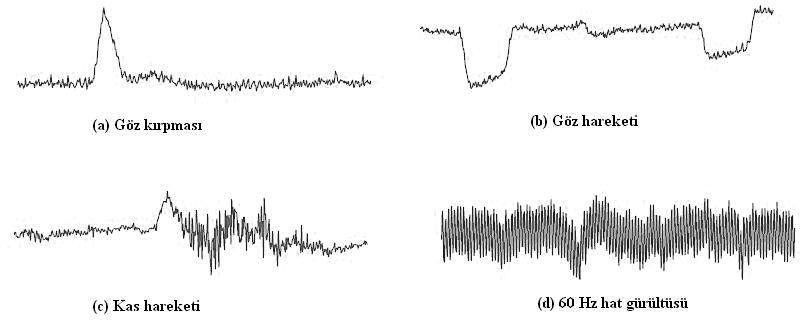 (a) Göz kırpması
(b) Göz hareketi
(c) Kas hareketi
(d) 60 Hz hat gürültüsü